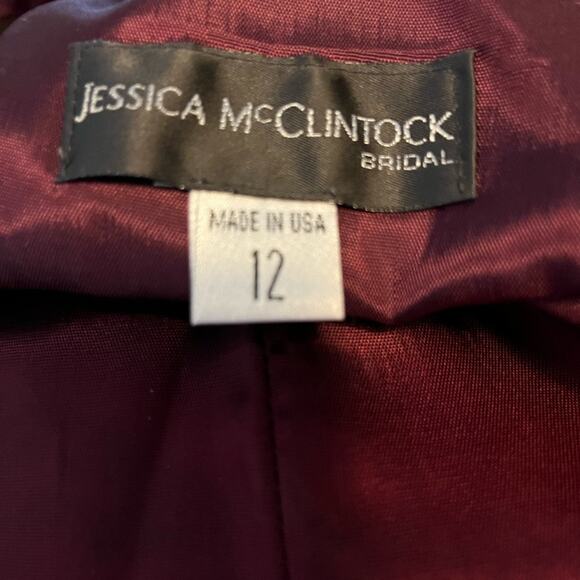 JESSICA McCLINTOCK
BRIDAL
MADE IN USA
12